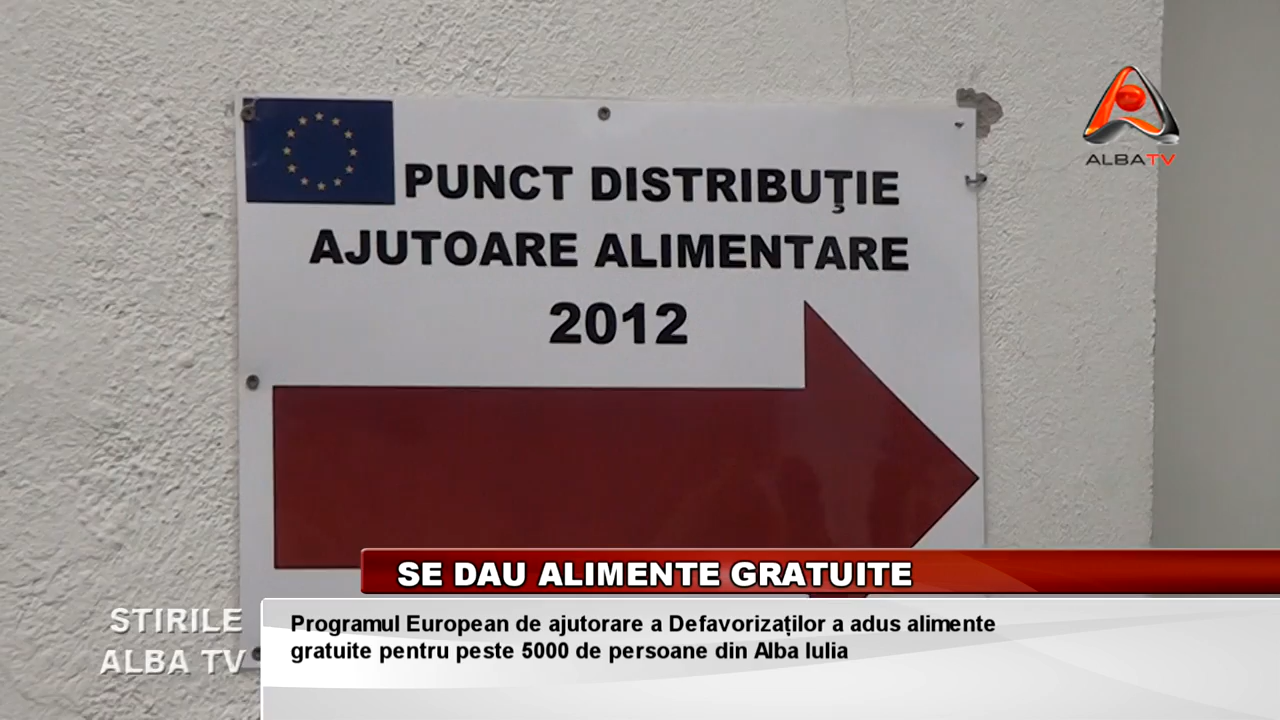 ALBATV
PUNCT DISTRIBUŢIE
AJUTOARE ALIMENTARE
2012
SE DAU ALIMENTE GRATUITE
STIRILE
ALBA TV
Programul European de ajutorare a Defavorizaților a adus alimente
gratuite pentru peste 5000 de persoane din Alba Iulia